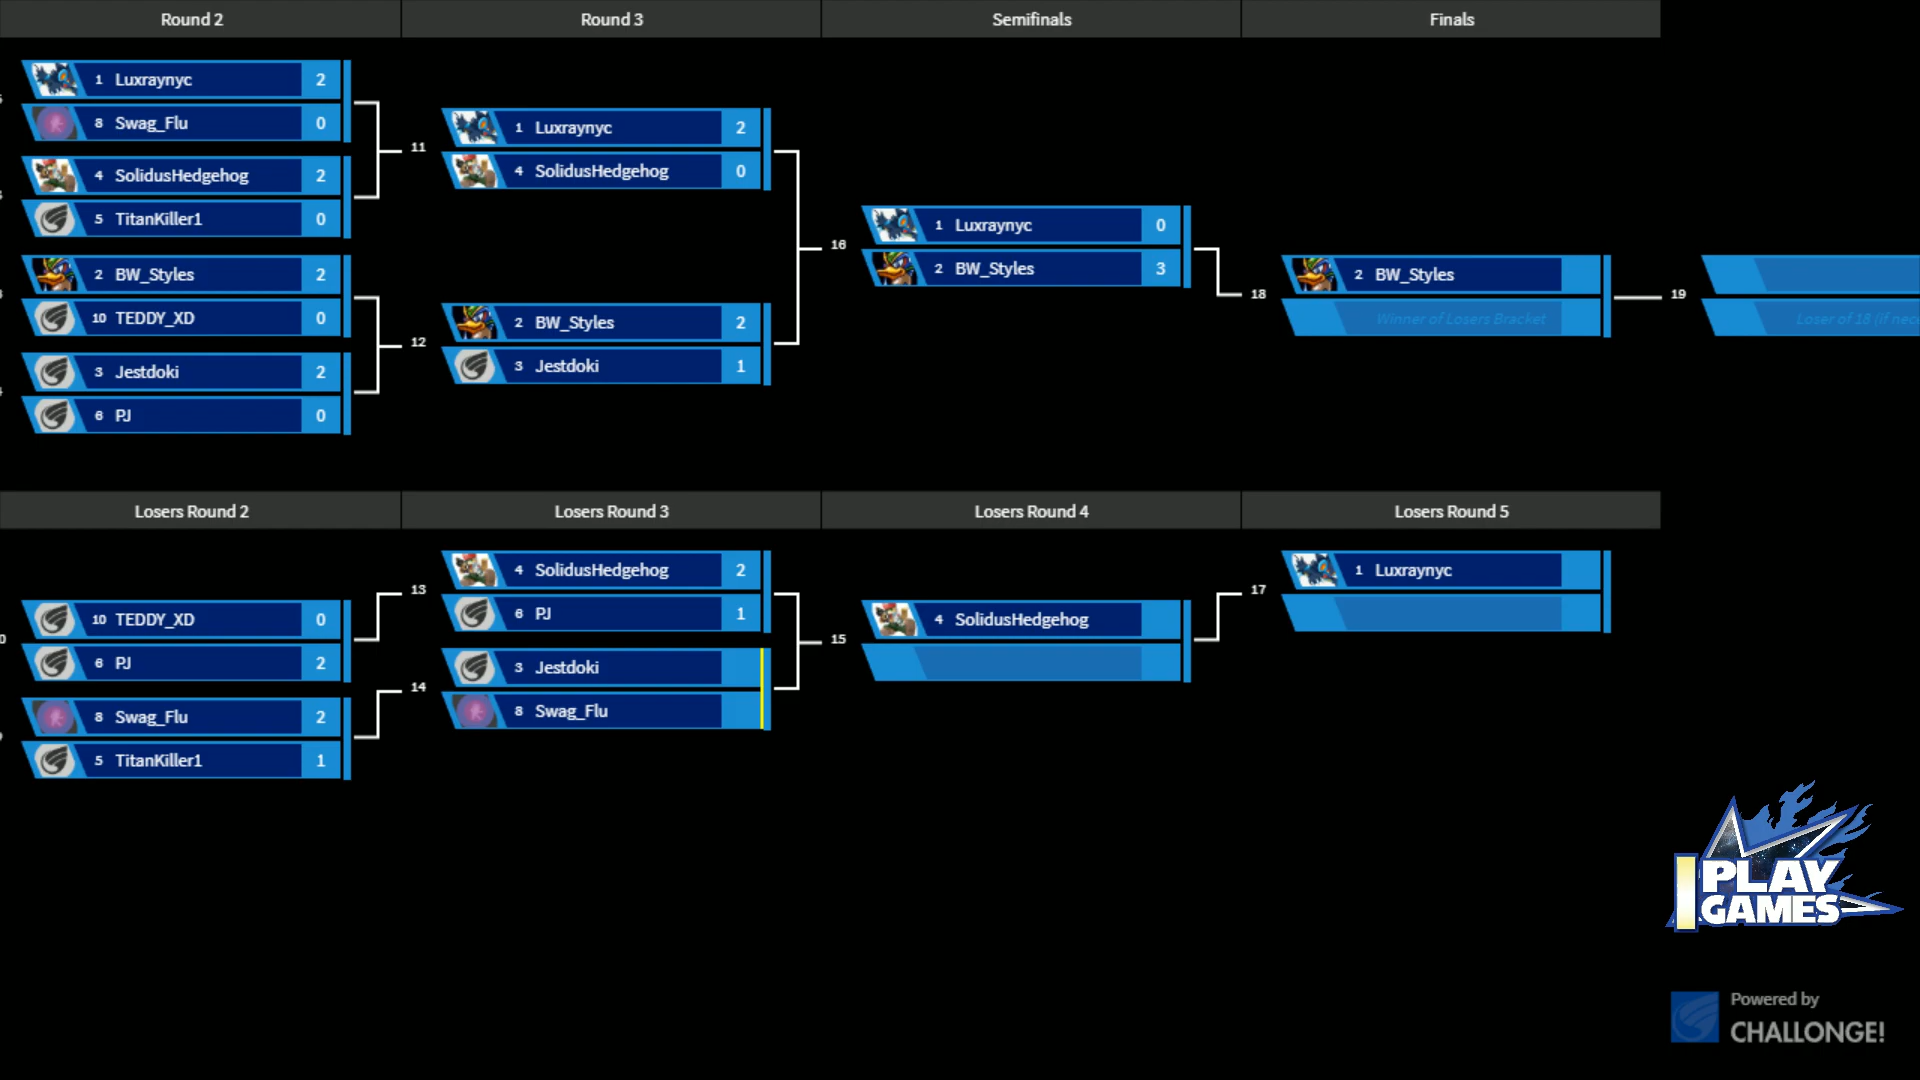 Round 2
Round 3
Semifinals
Finals
1 Luxraynyc 2
8 Swag_Flu 0
4 SolidusHedgehog 2
5 TitanKiller1 0
2 BW_Styles 2
10 TEDDY_XD 0
3 Jestdoki 2
6 PJ 0
11
12
1 Luxraynyc 2
4 SolidusHedgehog 0
2 BW_Styles 2
3 Jestdoki 1
16
1 Luxraynyc 0
2 BW_Styles 3
18
2 BW_Styles
Winner of Losers Bracket
19
Loser of 18 (if nec
Losers Round 2
Losers Round 3
Losers Round 4
Losers Round 5
10 TEDDY_XD 0
6 PJ 2
8 Swag_Flu 2
5 TitanKiller1 1
13
14
4 SolidusHedgehog 2
6 PJ 1
3 Jestdoki
8 Swag_Flu
15
4 SolidusHedgehog
17
1 Luxraynyc
I PLAY
GAMES
Powered by
CHALLONGE!